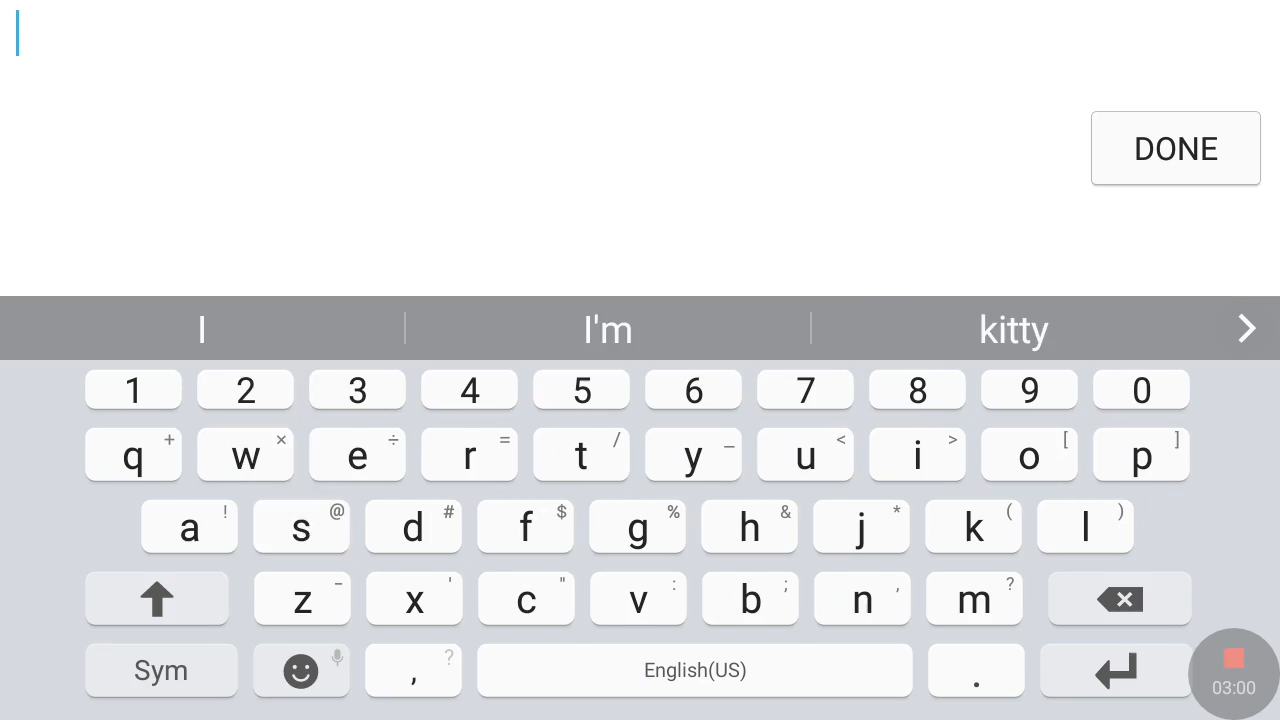 DONE
I I'm kitty
1 2 3 4 5 6 7 8 9 0
q + w × e ÷ r = t / y _ u < i > o [ p ]
a ! s @ d # f $ g % h & j * k ( l )
z - x ' c " v : b ; n , m ?
Sym , ? English(US) .
03:00